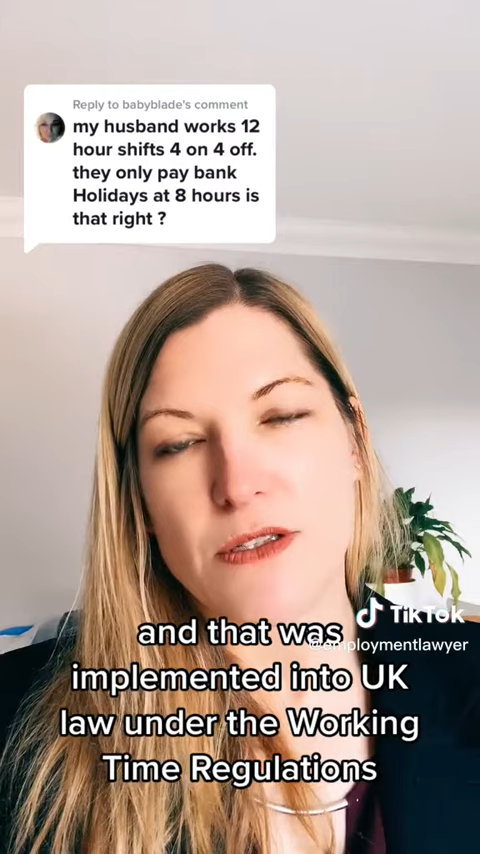 Reply to babyblade's comment
my husband works 12
hour shifts 4 on 4 off.
they only pay bank
Holidays at 8 hours is
that right ?
TikTok
@employmentlawyer
and that was
implemented into UK
law under the Working
Time Regulations